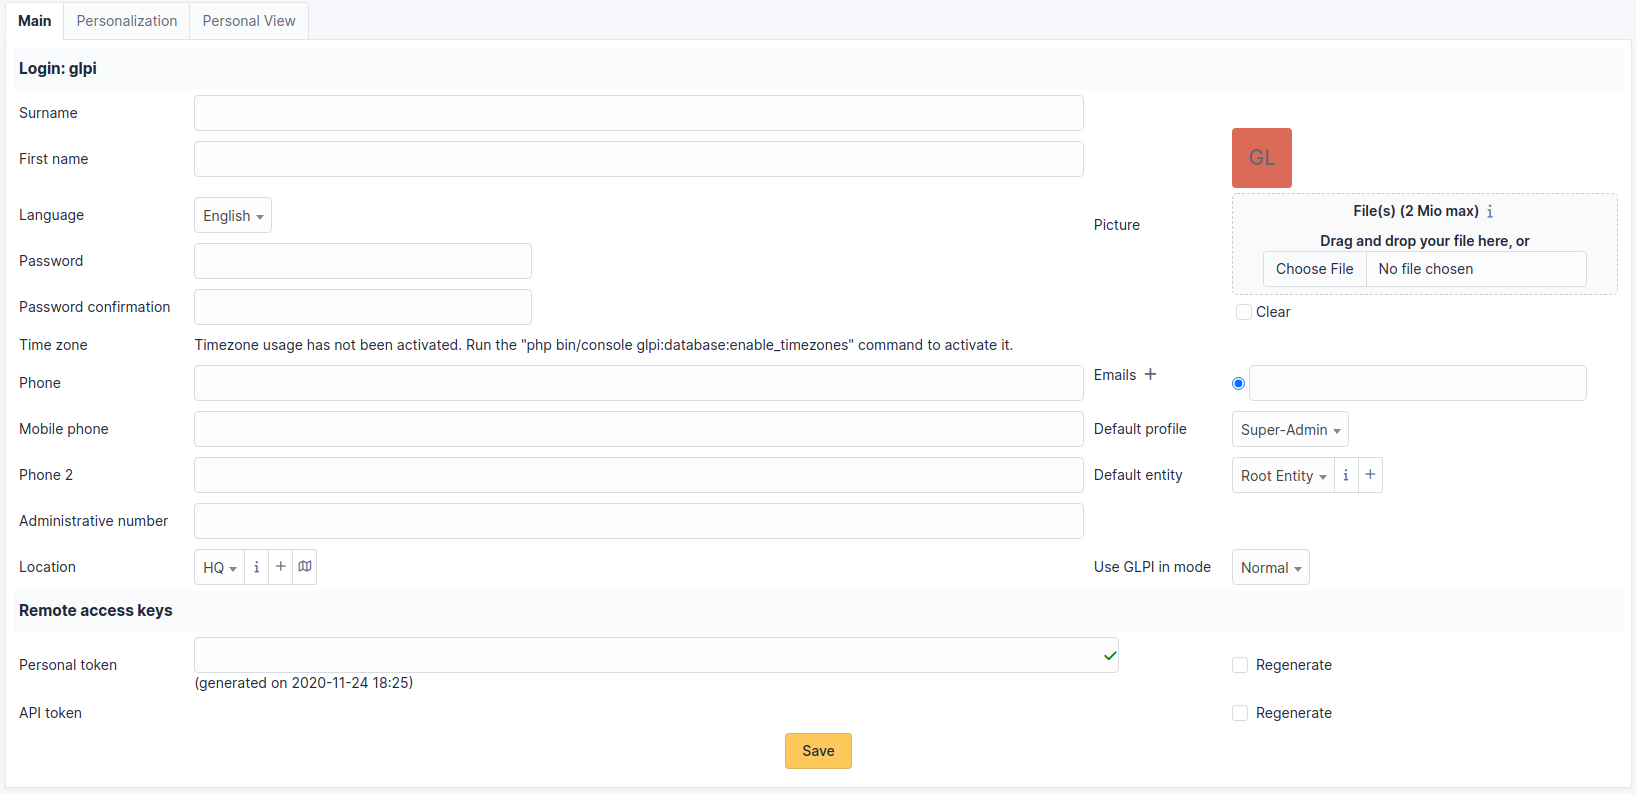 Main Personalization Personal View
Login: glpi
Surname
First name
GL
Language English
Picture
File(s) (2 Mio max) i
Drag and drop your file here, or
Choose File No file chosen
Clear
Password
Password confirmation
Time zone Timezone usage has not been activated. Run the "php bin/console glpi:database:enable_timezones" command to activate it.
Phone
Emails +
Mobile phone
Default profile Super-Admin
Phone 2
Default entity Root Entity i +
Administrative number
Location HQ i +
Use GLPI in mode Normal
Remote access keys
Personal token
(generated on 2020-11-24 18:25)
Regenerate
API token
Regenerate
Save